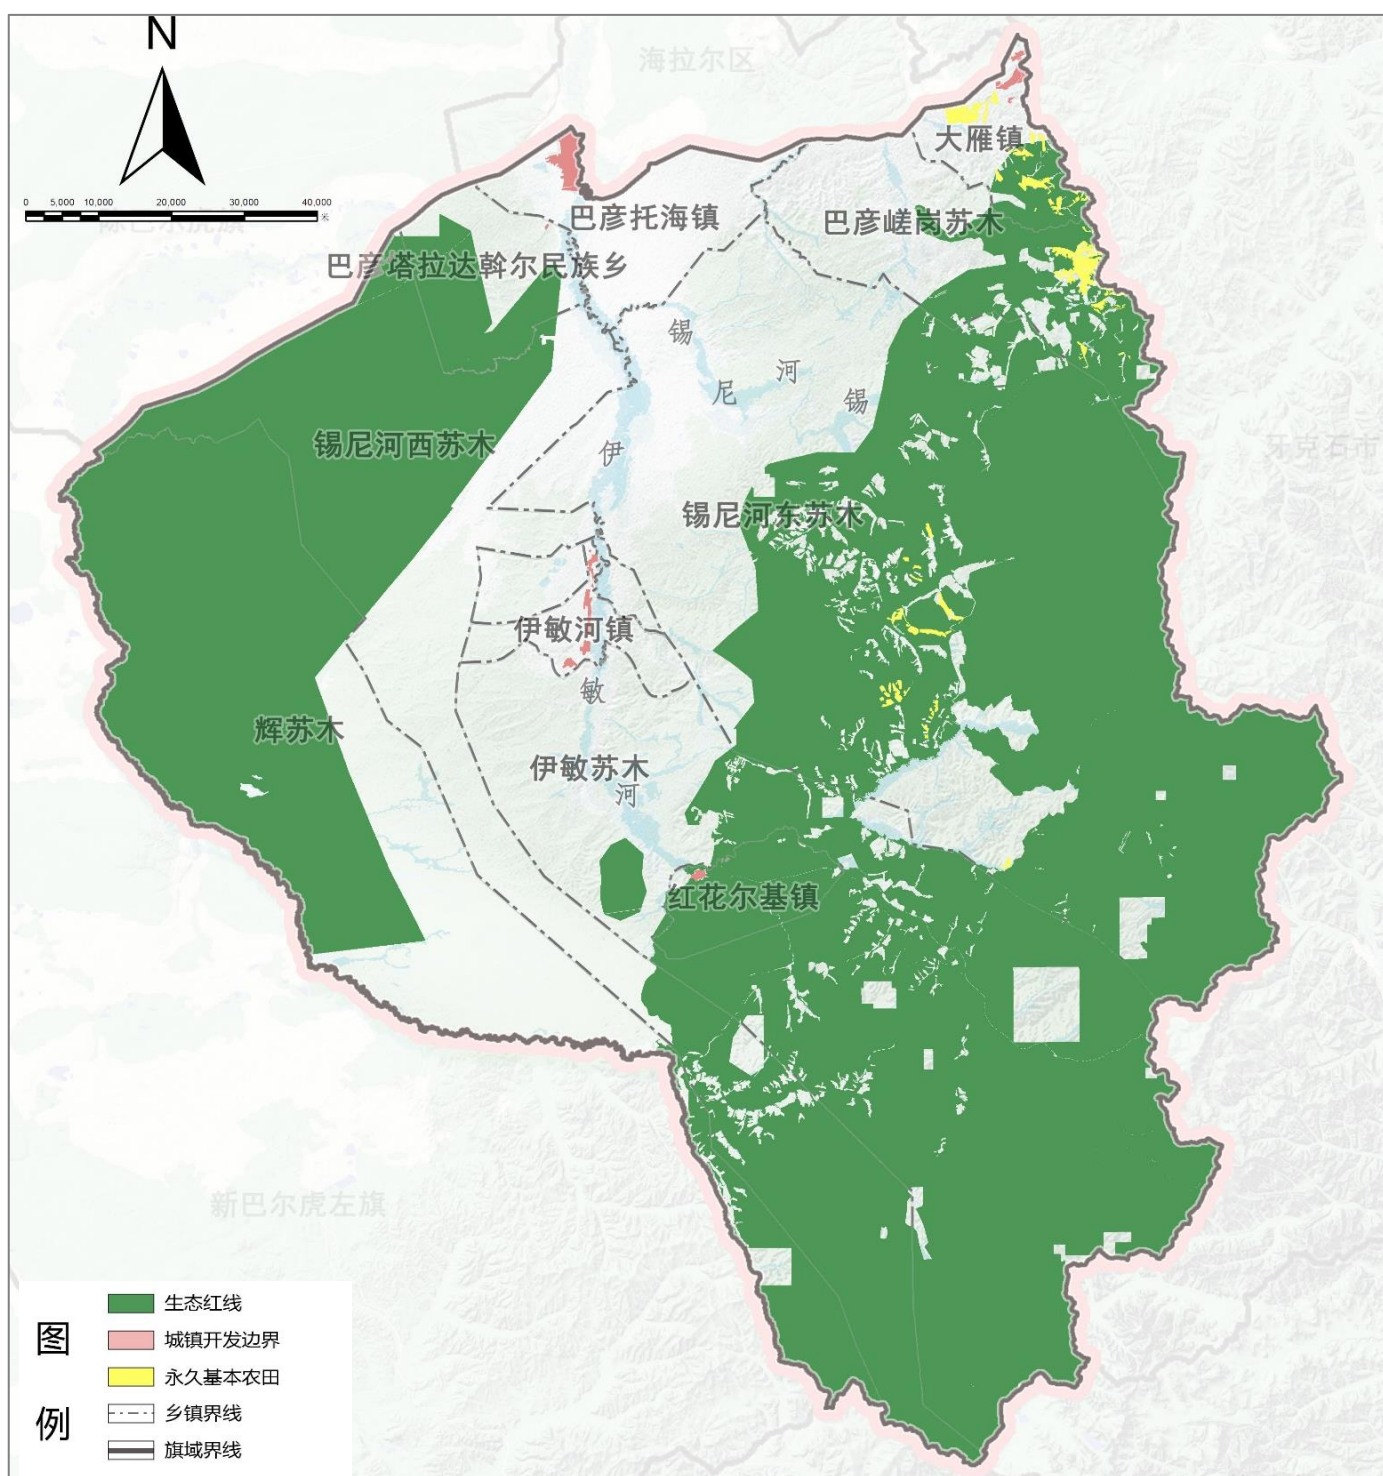 N
海拉尔区
大雁镇
0 5,000 10,000 20,000 30,000 40,000
米
陈巴尔虎旗
巴彦托海镇
巴彦嵯岗苏木
巴彦塔拉达斡尔民族乡
锡
河
尼
锡
锡尼河西苏木
伊
牙克石市
锡尼河东苏木
伊敏河镇
敏
辉苏木
伊敏苏木
河
红花尔基镇
新巴尔虎左旗
图
例
生态红线
城镇开发边界
永久基本农田
乡镇界线
旗域界线